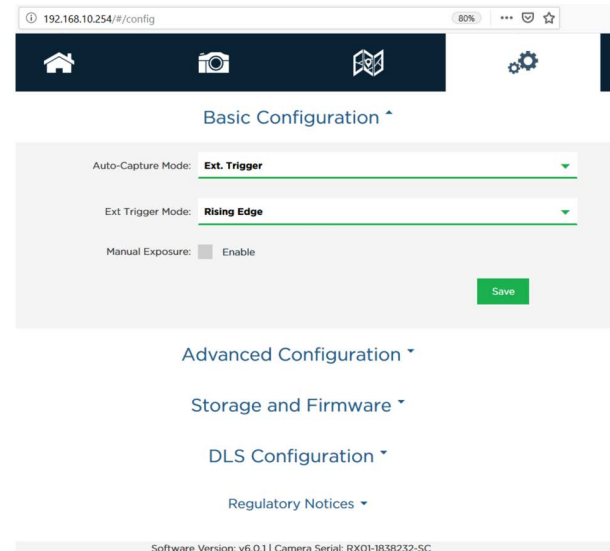 192.168.10.254/#/config
80%
Basic Configuration
Auto-Capture Mode: Ext. Trigger
Ext Trigger Mode: Rising Edge
Manual Exposure: Enable
Save
Advanced Configuration
Storage and Firmware
DLS Configuration
Regulatory Notices
Software Version: v6.0.1 | Camera Serial: RX01-1838232-SC